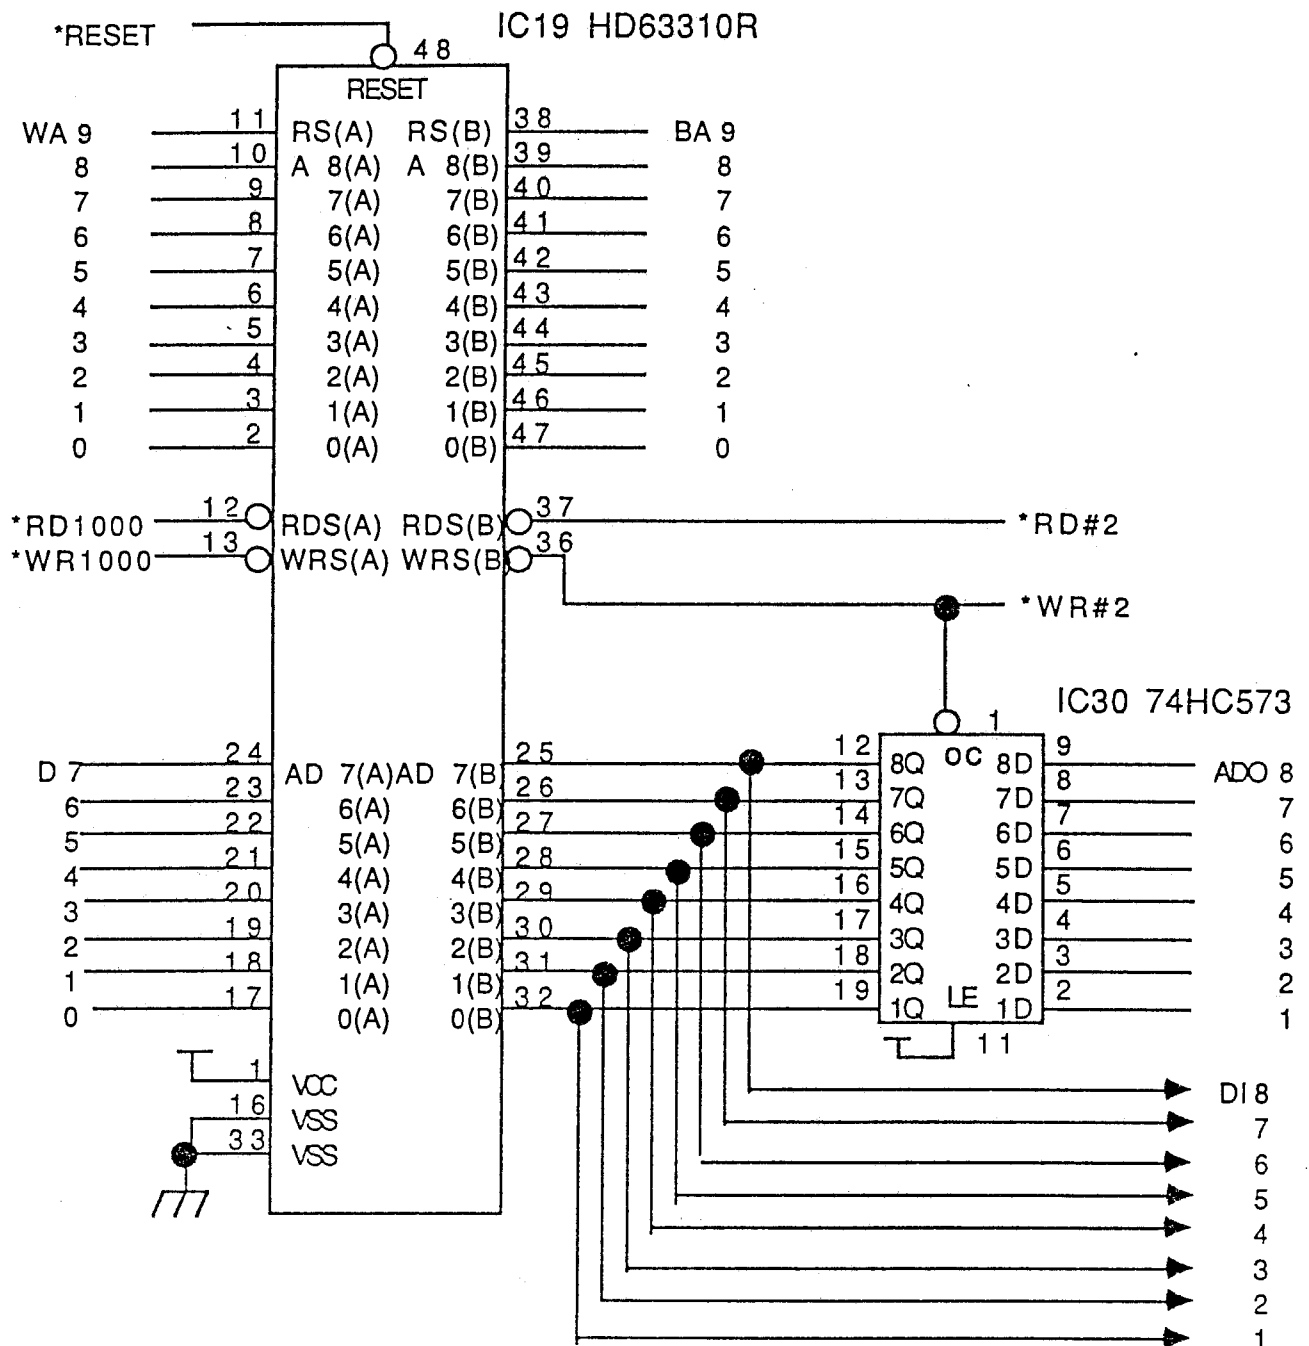 IC19 HD63310R
*RESET 48
RESET
WA 9 11 RS(A) RS(B) 38 BA 9
8 10 A 8(A) A 8(B) 39 8
7 9 7(A) 7(B) 40 7
6 8 6(A) 6(B) 41 6
5 7 5(A) 5(B) 42 5
4 6 4(A) 4(B) 43 4
3 5 3(A) 3(B) 44 3
2 4 2(A) 2(B) 45 2
1 3 1(A) 1(B) 46 1
0 2 0(A) 0(B) 47 0
*RD1000 12 RDS(A) RDS(B) 37 *RD#2
*WR1000 13 WRS(A) WRS(B) 36
*WR#2
IC30 74HC573
1
OC
D 7 24 AD 7(A) AD 7(B) 25 12 8Q 8D 9 ADO 8
6 23 6(A) 6(B) 26 13 7Q 7D 8 7
5 22 5(A) 5(B) 27 14 6Q 6D 7 6
4 21 4(A) 4(B) 28 15 5Q 5D 6 5
3 20 3(A) 3(B) 29 16 4Q 4D 5 4
2 19 2(A) 2(B) 30 17 3Q 3D 4 3
1 18 1(A) 1(B) 31 18 2Q 2D 3 2
0 17 0(A) 0(B) 32 19 1Q 1D 2 1
LE
11
1 VCC
16 VSS
33 VSS
DI 8
7
6
5
4
3
2
1